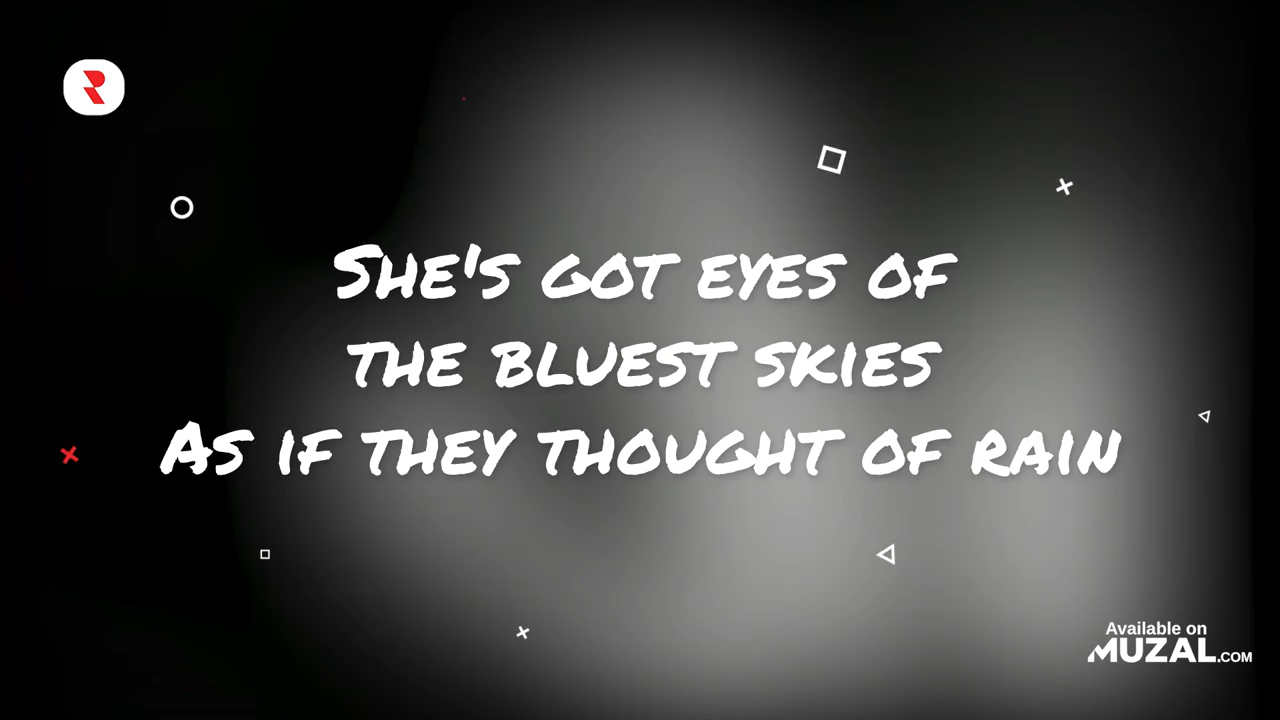 She's got eyes of
the bluest skies
As if they thought of rain
Available on
MUZAL.COM